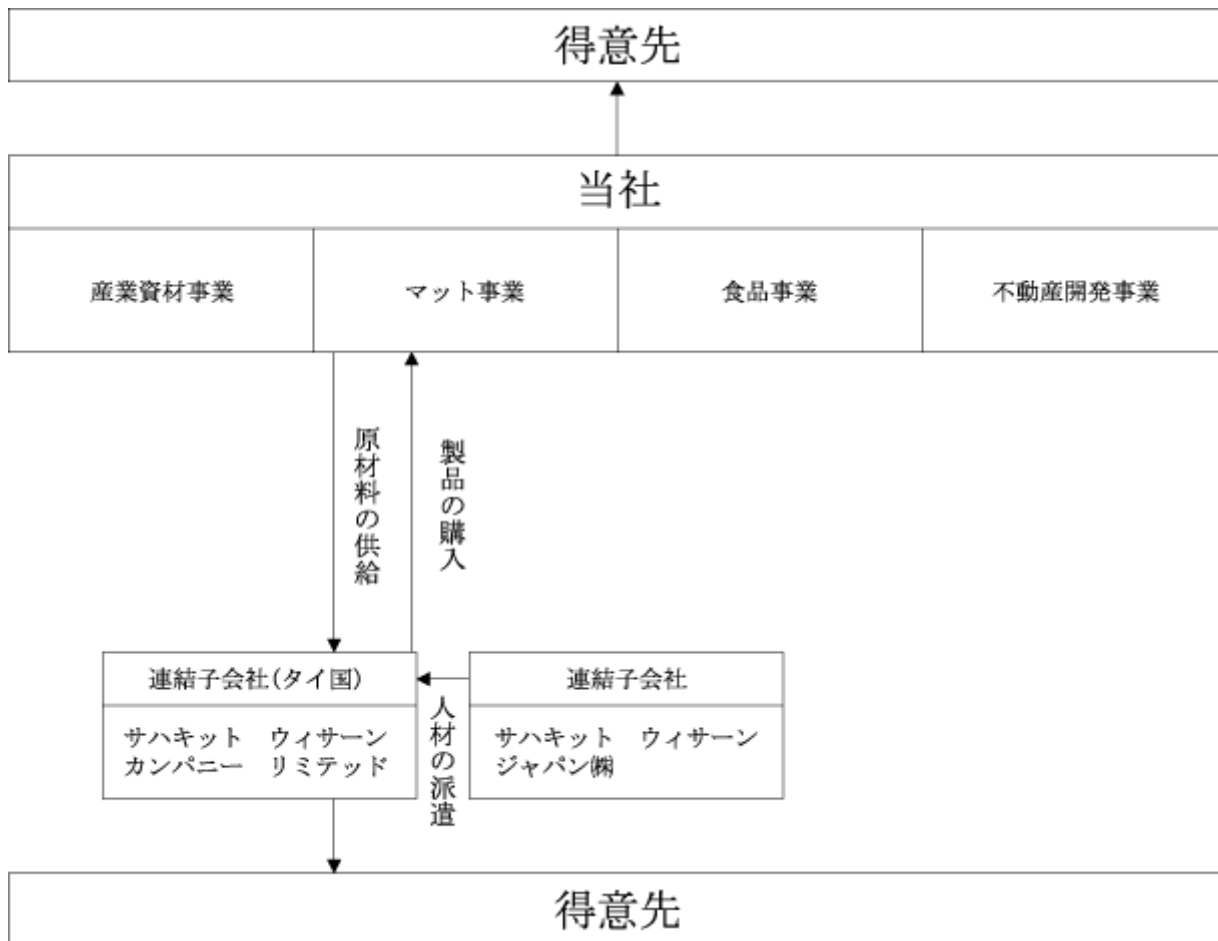 得意先
当社
産業資材事業
マット事業
食品事業
不動産開発事業
原材料の供給
製品の購入
連結子会社(タイ国)
サハキット ウィサーン
カンパニー リミテッド
人材の派遣
連結子会社
サハキット ウィサーン
ジャパン㈱
得意先